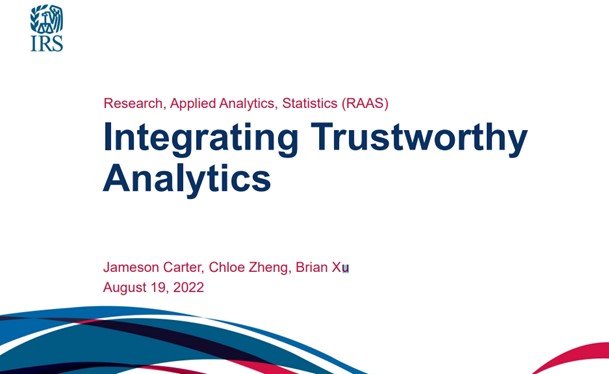 IRS
Research, Applied Analytics, Statistics (RAAS)
Integrating Trustworthy
Analytics
Jameson Carter, Chloe Zheng, Brian Xu
August 19, 2022